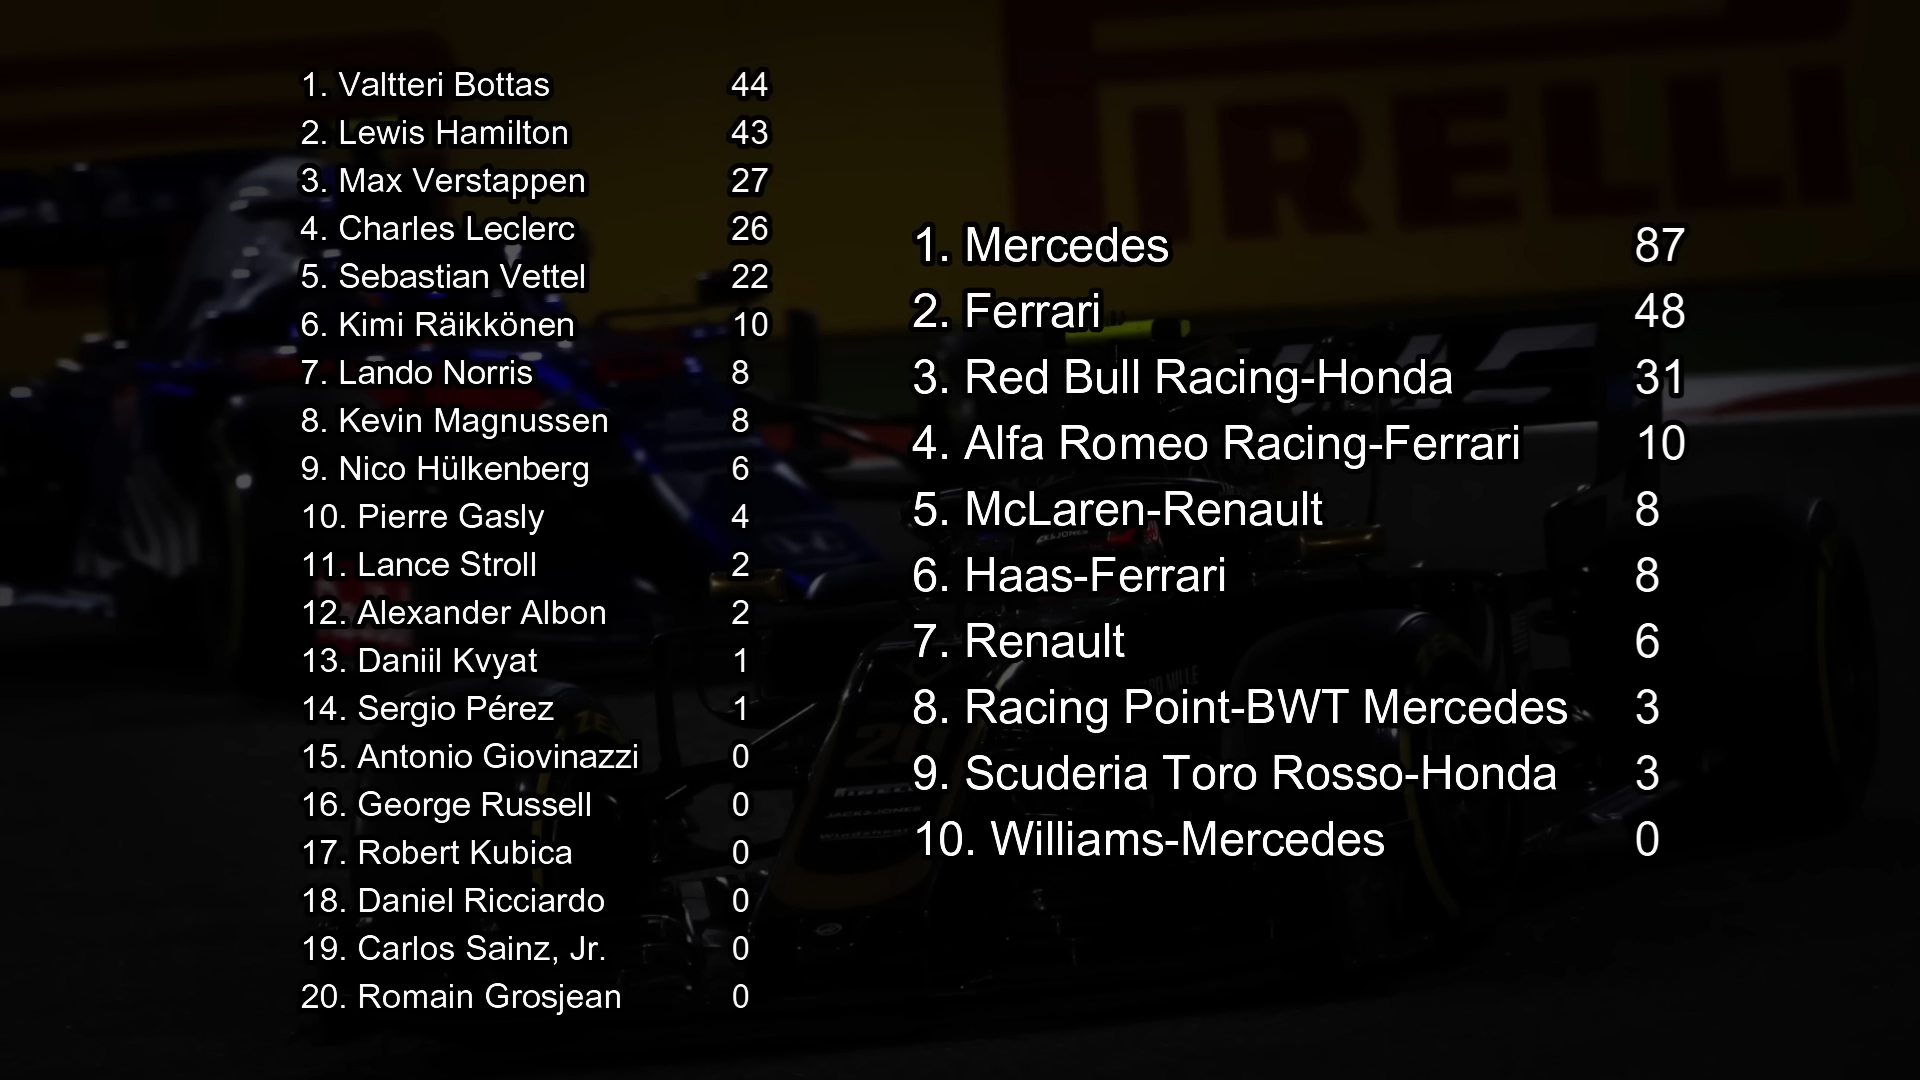 1. Valtteri Bottas 44
2. Lewis Hamilton 43
3. Max Verstappen 27
4. Charles Leclerc 26
5. Sebastian Vettel 22
6. Kimi Räikkönen 10
7. Lando Norris 8
8. Kevin Magnussen 8
9. Nico Hülkenberg 6
10. Pierre Gasly 4
11. Lance Stroll 2
12. Alexander Albon 2
13. Daniil Kvyat 1
14. Sergio Pérez 1
15. Antonio Giovinazzi 0
16. George Russell 0
17. Robert Kubica 0
18. Daniel Ricciardo 0
19. Carlos Sainz, Jr. 0
20. Romain Grosjean 0
1. Mercedes 87
2. Ferrari 48
3. Red Bull Racing-Honda 31
4. Alfa Romeo Racing-Ferrari 10
5. McLaren-Renault 8
6. Haas-Ferrari 8
7. Renault 6
8. Racing Point-BWT Mercedes 3
9. Scuderia Toro Rosso-Honda 3
10. Williams-Mercedes 0
PIRELLI
JACK&JONES
20
PIRELLI
JACK&JONES